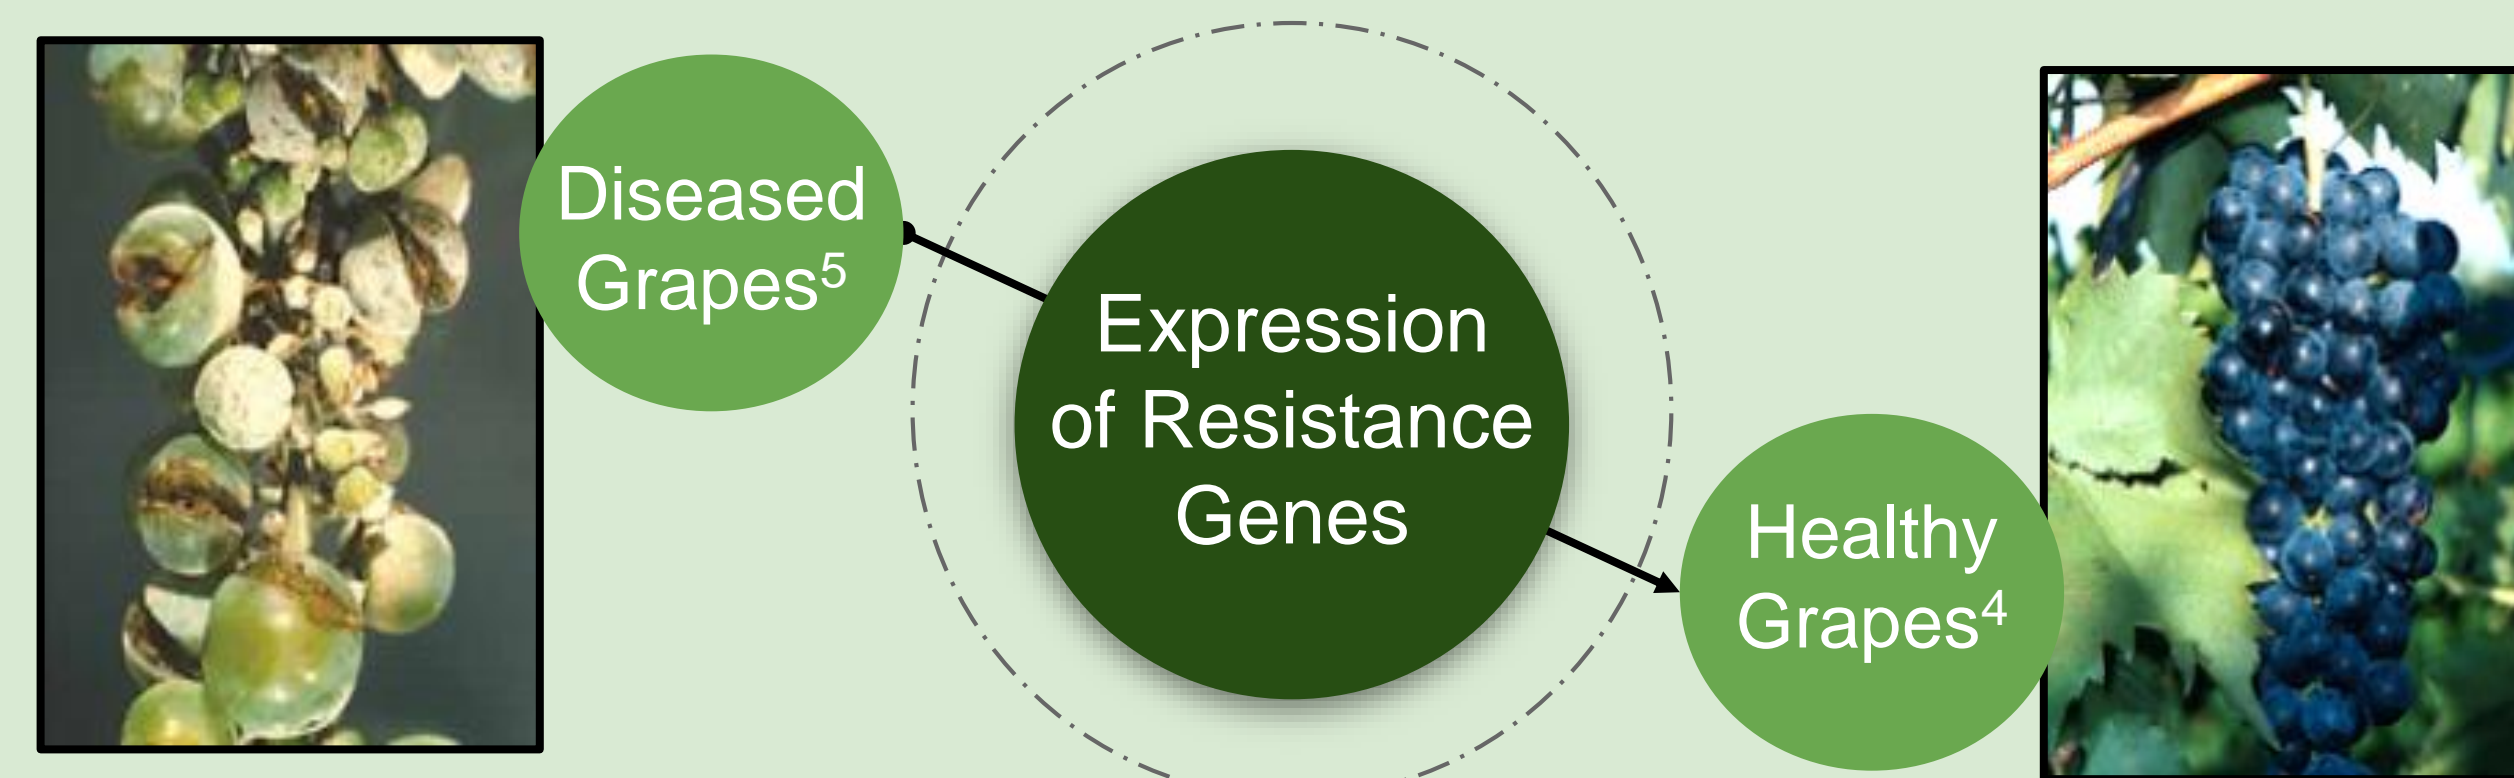 Diseased
Grapes⁵
Expression
of Resistance
Genes
Healthy
Grapes⁴